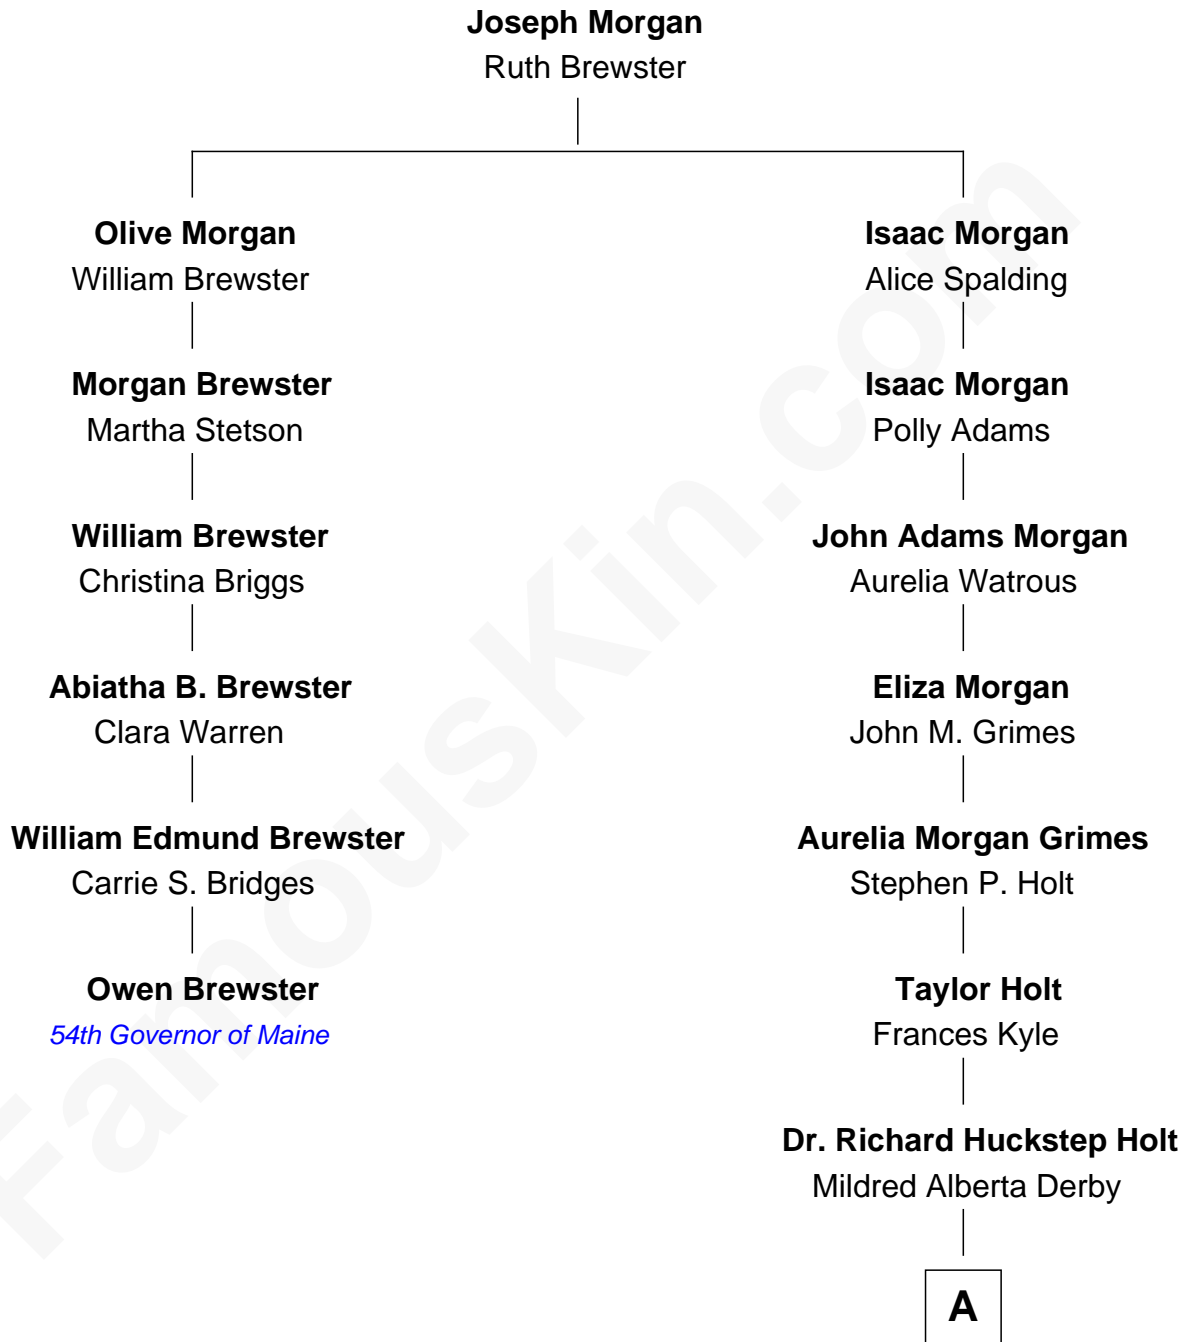 Joseph Morgan
Ruth Brewster
Olive Morgan
William Brewster
Morgan Brewster
Martha Stetson
William Brewster
Christina Briggs
Abiatha B. Brewster
Clara Warren
William Edmund Brewster
Carrie S. Bridges
Owen Brewster
54th Governor of Maine
Isaac Morgan
Alice Spalding
Isaac Morgan
Polly Adams
John Adams Morgan
Aurelia Watrous
Eliza Morgan
John M. Grimes
Aurelia Morgan Grimes
Stephen P. Holt
Taylor Holt
Frances Kyle
Dr. Richard Huckstep Holt
Mildred Alberta Derby
A
FamousKin.com